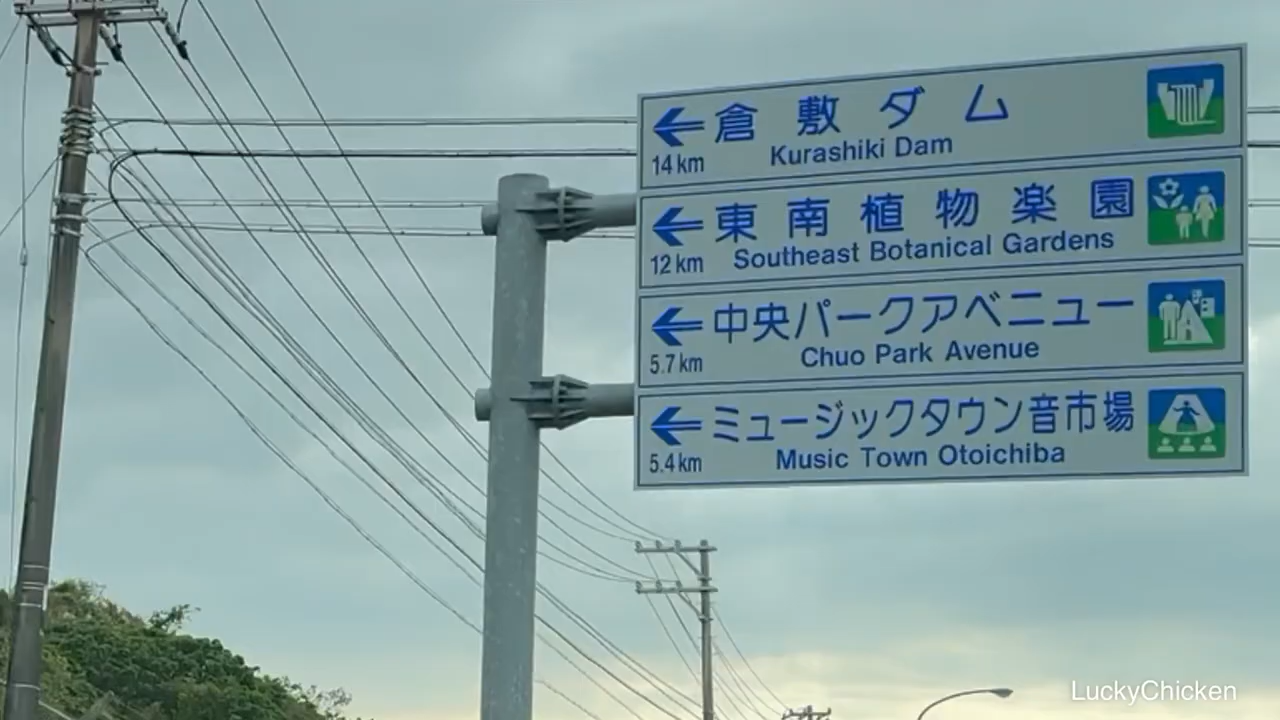 倉敷ダム
14 km
Kurashiki Dam
東南植物楽園
12 km
Southeast Botanical Gardens
中央パークアベニュー
5.7 km
Chuo Park Avenue
ミュージックタウン音市場
5.4 km
Music Town Otoichiba
LuckyChicken